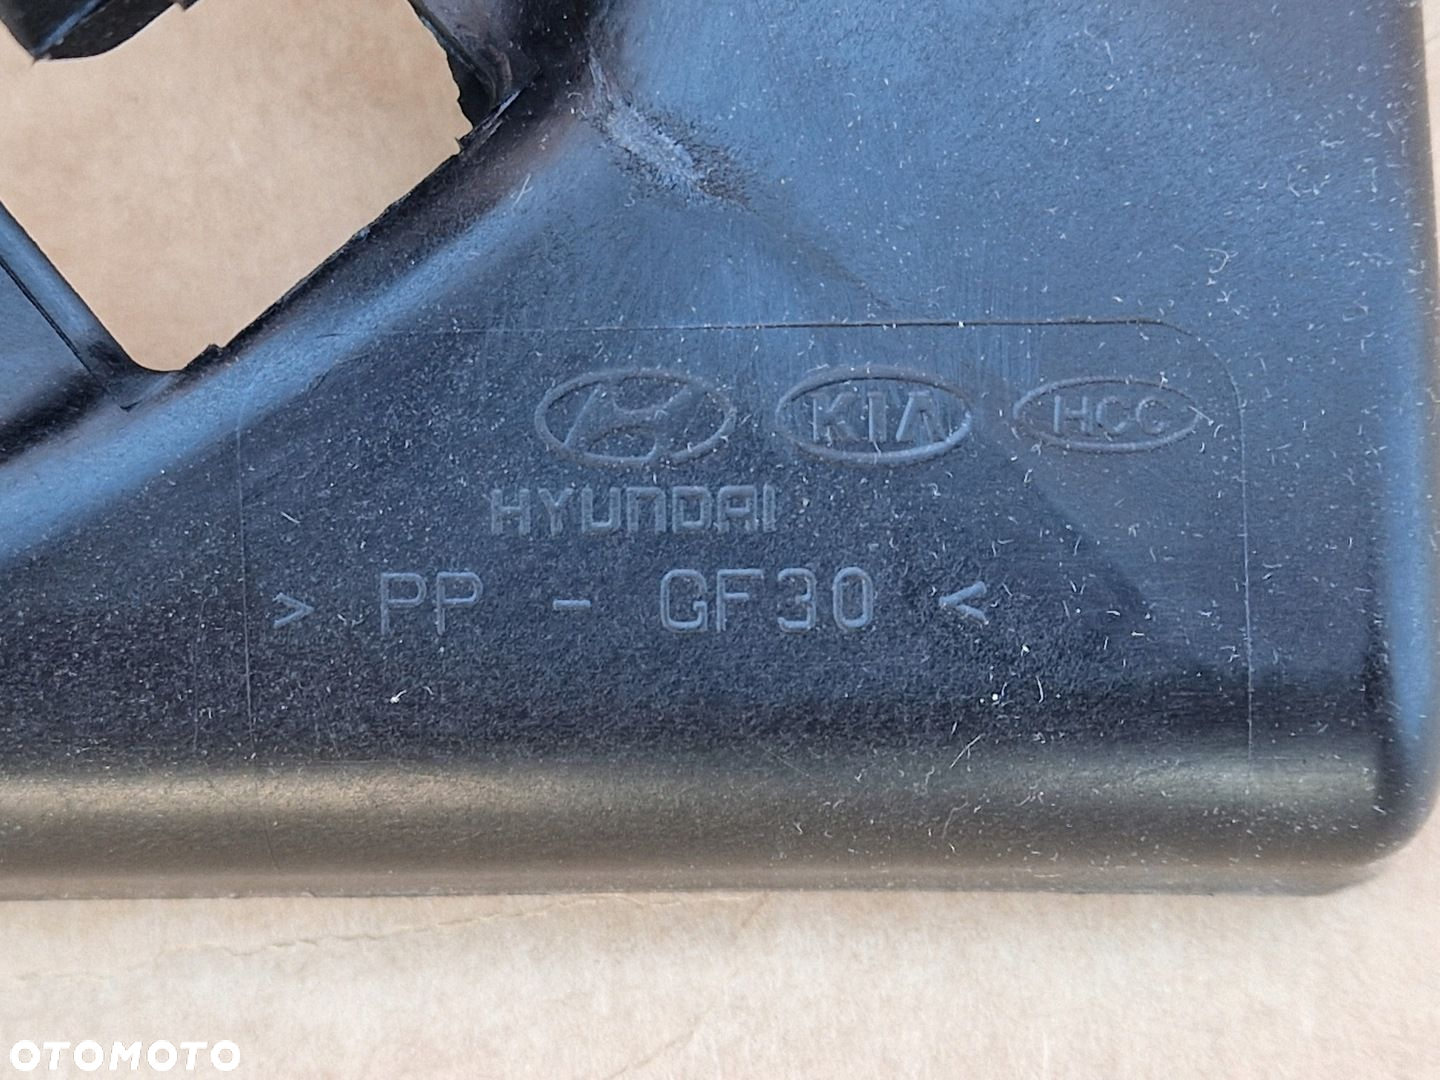 KIA HCC
HYUNDAI
> PP - GF30 <
OTOMOTO